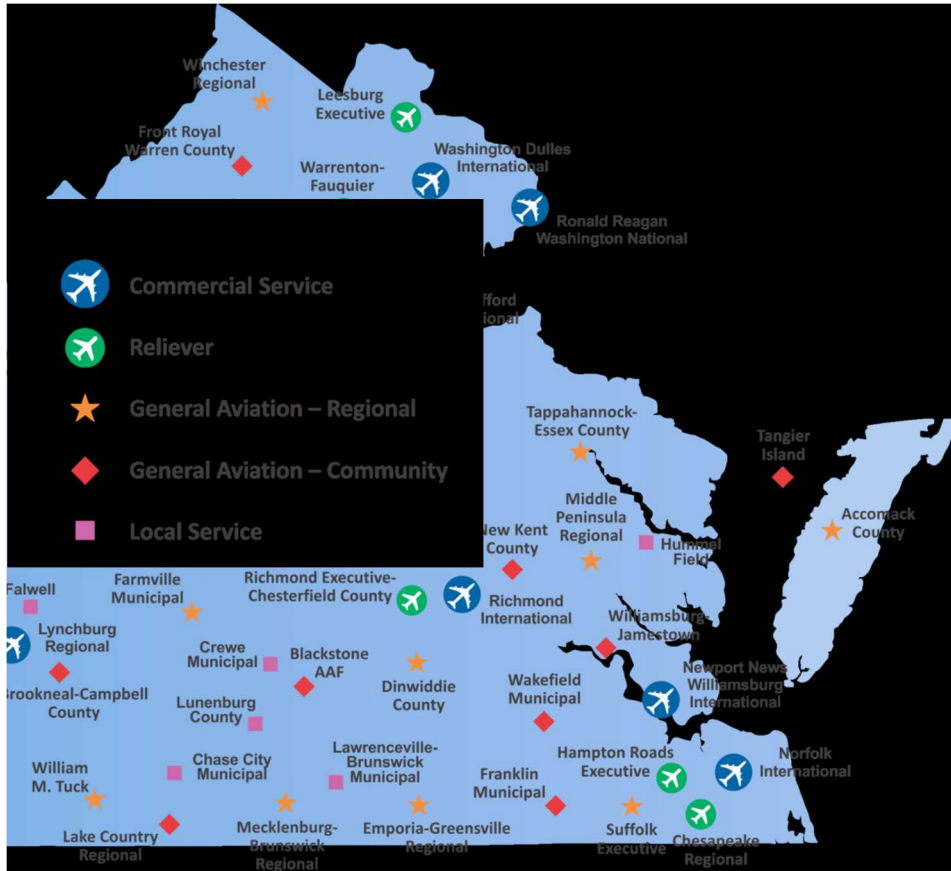 Winchester
Regional
Leesburg
Executive
Front Royal
Warren County
Washington Dulles
International
Warrenton-
Fauquier
Ronald Reagan
Washington National
Commercial Service
Reliever
General Aviation – Regional
General Aviation – Community
Local Service
fford
ional
Tappahannock-
Essex County
Tangier
Island
Middle
Peninsula
Regional
Accomack
County
New Kent
County
Hummel
Field
Falwell
Farmville
Municipal
Richmond Executive-
Chesterfield County
Richmond
International
Williamsburg-
Jamestown
Lynchburg
Regional
Crewe
Municipal
Blackstone
AAF
Dinwiddie
County
Wakefield
Municipal
Newport News
Williamsburg
International
Brookneal-Campbell
County
Lunenburg
County
William
M. Tuck
Chase City
Municipal
Lawrenceville-
Brunswick
Municipal
Franklin
Municipal
Hampton Roads
Executive
Norfolk
International
Lake Country
Regional
Mecklenburg-
Brunswick
Regional
Emporia-Greensville
Regional
Suffolk
Executive
Chesapeake
Regional